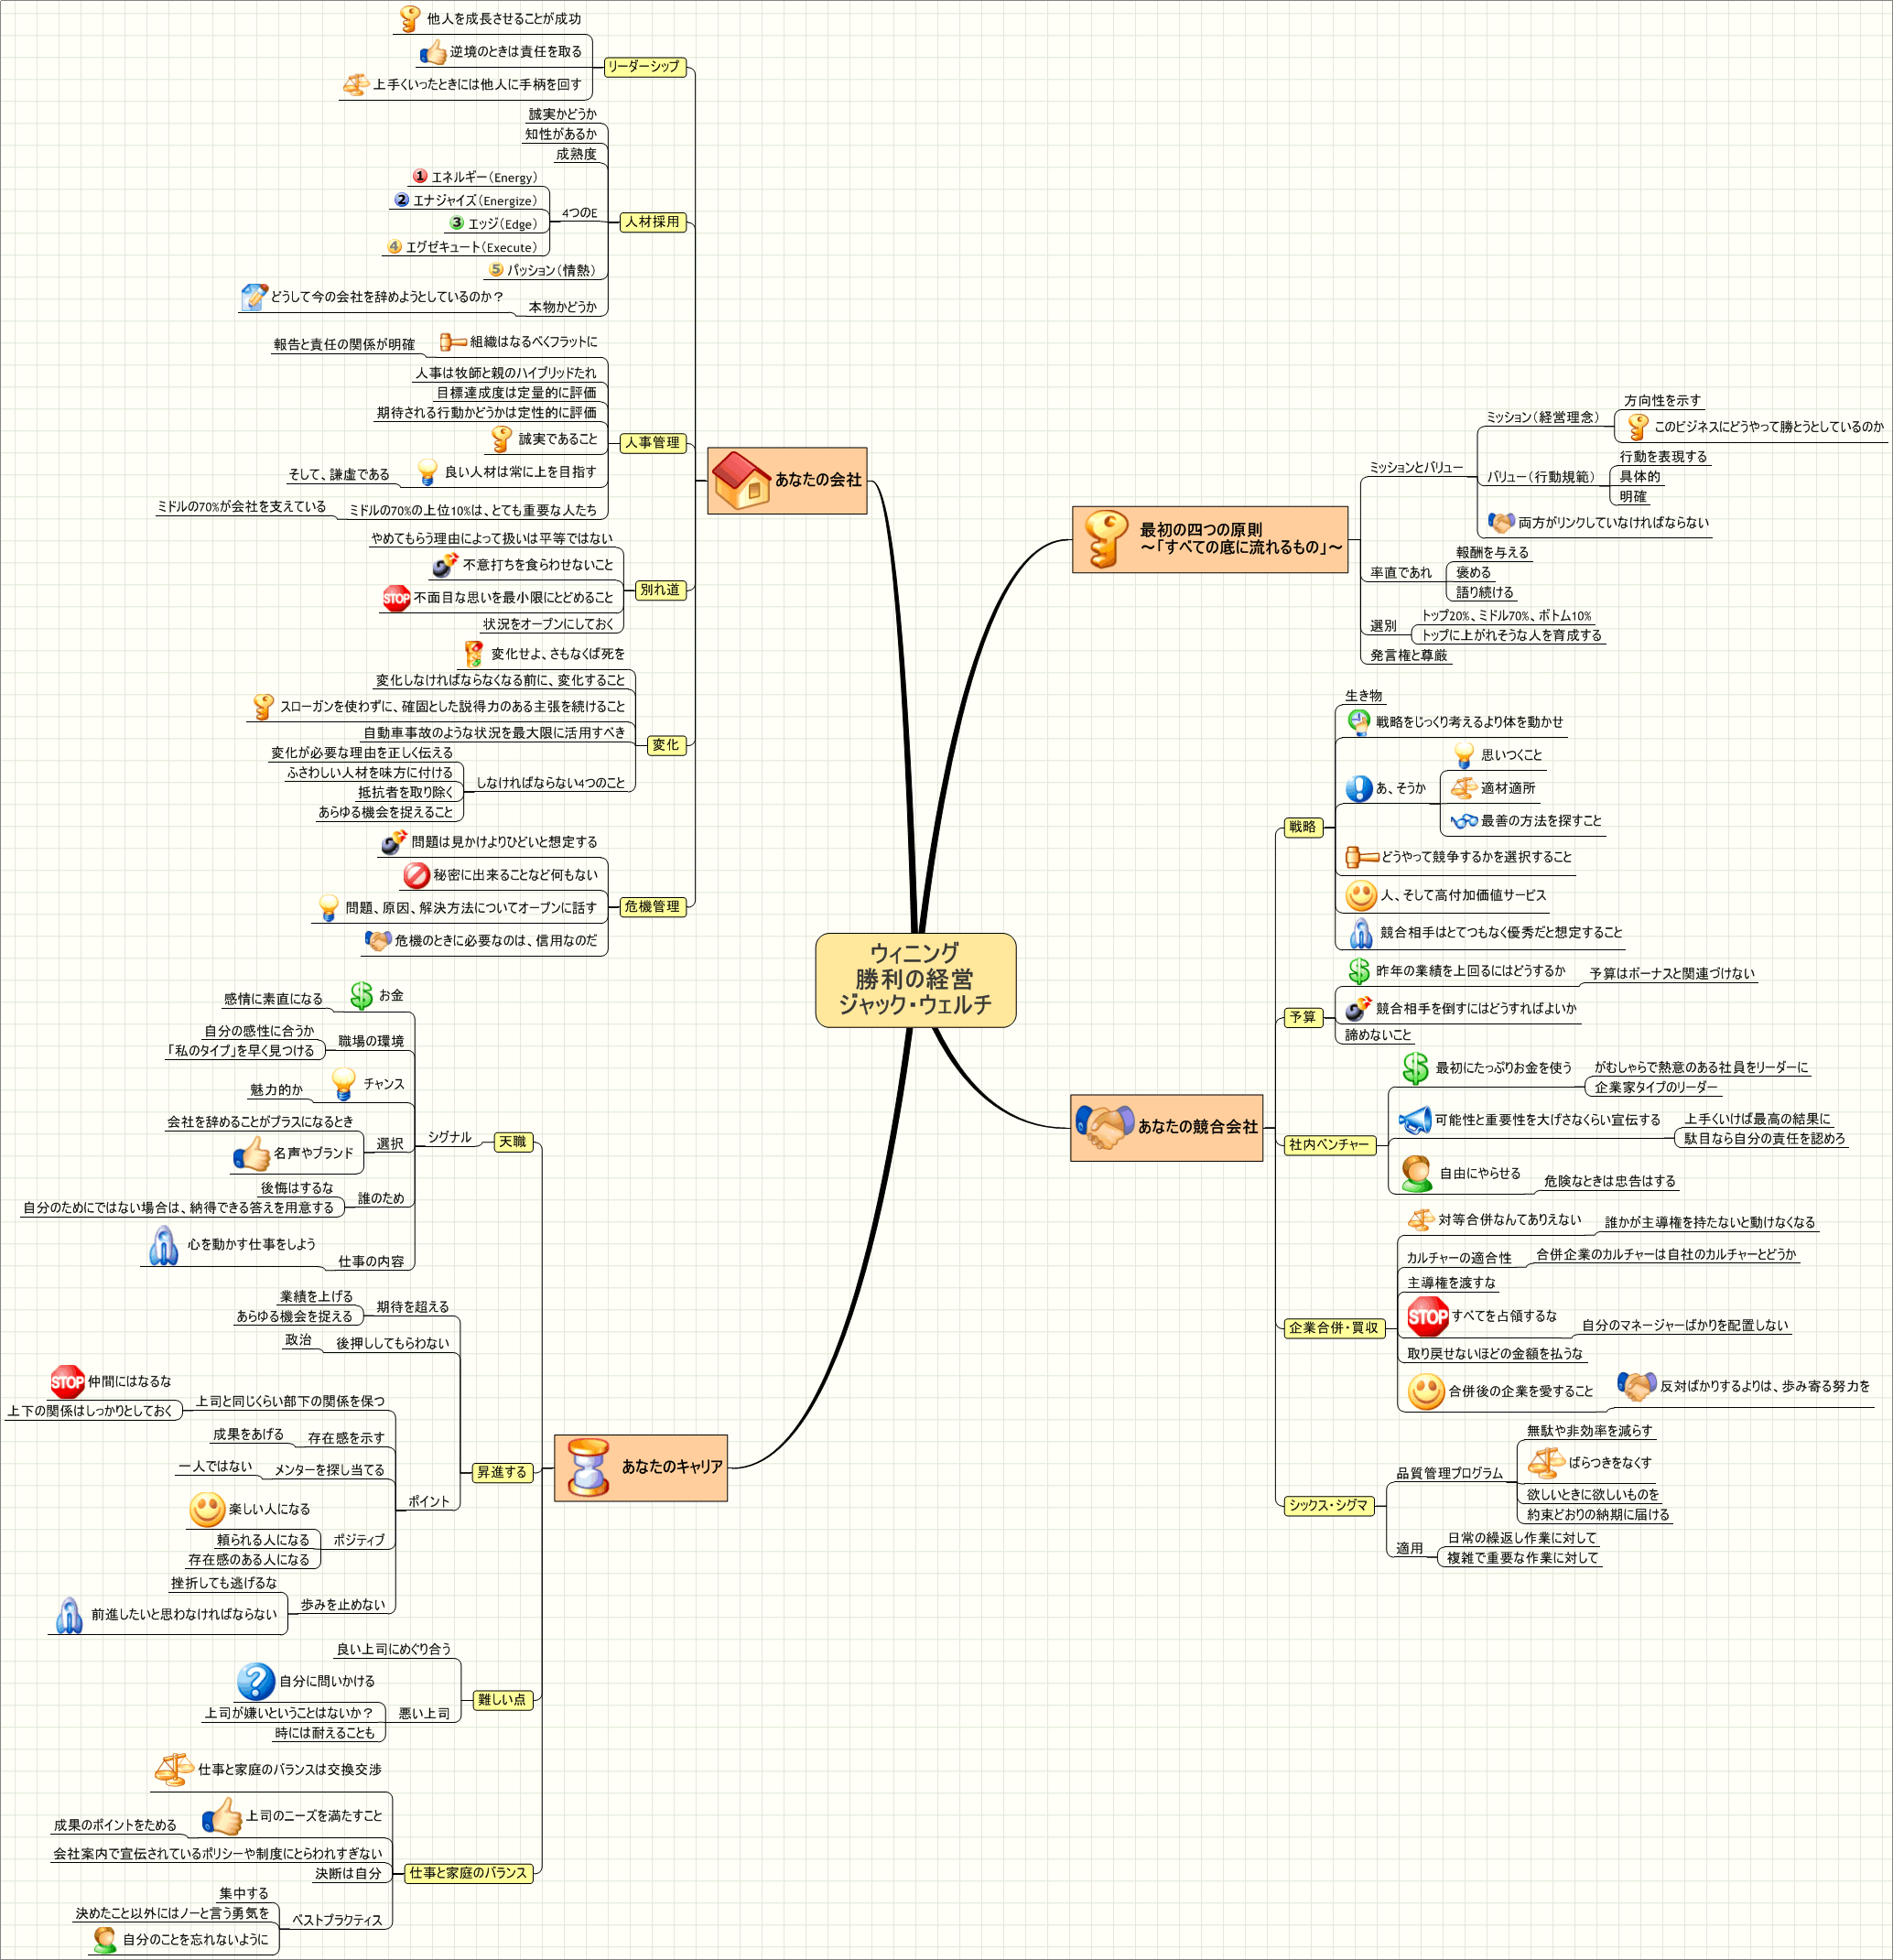 ウィニング
勝利の経営
ジャック・ウェルチ
最初の四つの原則
～「すべての底に流れるもの」～
ミッションとバリュー
ミッション（経営理念）
方向性を示す
このビジネスにどうやって勝とうとしているのか
バリュー（行動規範）
行動を表現する
具体的
明確
両方がリンクしていなければならない
率直であれ
報酬を与える
褒める
語り続ける
選別
トップ20%、ミドル70%、ボトム10%
トップに上がれそうな人を育成する
発言権と尊厳
あなたの競合会社
戦略
生き物
戦略をじっくり考えるより体を動かせ
あ、そうか
思いつくこと
適材適所
最善の方法を探すこと
どうやって競争するかを選択すること
人、そして高付加価値サービス
競合相手はとてつもなく優秀だと想定すること
予算
昨年の業績を上回るにはどうするか
予算はボーナスと関連づけない
競合相手を倒すにはどうすればよいか
諦めないこと
社内ベンチャー
最初にたっぷりお金を使う
がむしゃらで熱意のある社員をリーダーに
企業家タイプのリーダー
可能性と重要性を大げさなくらい宣伝する
上手くいけば最高の結果に
駄目なら自分の責任を認めろ
自由にやらせる
危険なときは忠告はする
企業合併・買収
対等合併なんてありえない
誰かが主導権を持たないと動けなくなる
カルチャーの適合性
合併企業のカルチャーは自社のカルチャーとどうか
主導権を渡すな
STOP
すべてを占領するな
自分のマネージャーばかりを配置しない
取り戻せないほどの金額を払うな
合併後の企業を愛すること
反対ばかりするよりは、歩み寄る努力を
シックス・シグマ
品質管理プログラム
無駄や非効率を減らす
ばらつきをなくす
欲しいときに欲しいものを
約束どおりの納期に届ける
適用
日常の繰返し作業に対して
複雑で重要な作業に対して
あなたの会社
リーダーシップ
他人を成長させることが成功
逆境のときは責任を取る
上手くいったときには他人に手柄を回す
人材採用
誠実かどうか
知性があるか
成熟度
4つのE
1 エネルギー（Energy）
2 エナジャイズ（Energize）
3 エッジ（Edge）
4 エグゼキュート（Execute）
5 パッション（情熱）
本物かどうか
どうして今の会社を辞めようとしているのか？
人事管理
組織はなるべくフラットに
報告と責任の関係が明確
人事は牧師と親のハイブリッドたれ
目標達成度は定量的に評価
期待される行動かどうかは定性的に評価
誠実であること
良い人材は常に上を目指す
そして、謙虚である
ミドルの70%の上位10%は、とても重要な人たち
ミドルの70%が会社を支えている
別れ道
やめてもらう理由によって扱いは平等ではない
不意打ちを食らわせないこと
STOP
不面目な思いを最小限にとどめること
状況をオープンにしておく
変化
変化せよ、さもなくば死を
変化しなければならなくなる前に、変化すること
スローガンを使わずに、確固とした説得力のある主張を続けること
自動車事故のような状況を最大限に活用すべき
しなければならない4つのこと
変化が必要な理由を正しく伝える
ふさわしい人材を味方に付ける
抵抗者を取り除く
あらゆる機会を捉えること
危機管理
問題は見かけよりひどいと想定する
秘密に出来ることなど何もない
問題、原因、解決方法についてオープンに話す
危機のときに必要なのは、信用なのだ
あなたのキャリア
天職
シグナル
お金
感情に素直になる
職場の環境
自分の感性に合うか
「私のタイプ」を早く見つける
チャンス
魅力的か
選択
会社を辞めることがプラスになるとき
名声やブランド
誰のため
後悔はするな
自分のためにではない場合は、納得できる答えを用意する
仕事の内容
心を動かす仕事をしよう
昇進する
期待を超える
業績を上げる
あらゆる機会を捉える
後押ししてもらわない
政治
ポイント
上司と同じくらい部下の関係を保つ
STOP
仲間にはなるな
上下の関係はしっかりとしておく
存在感を示す
成果をあげる
メンターを探し当てる
一人ではない
ポジティブ
楽しい人になる
頼られる人になる
存在感のある人になる
歩みを止めない
挫折しても逃げるな
前進したいと思わなければならない
難しい点
良い上司にめぐり合う
悪い上司
自分に問いかける
上司が嫌いということはないか？
時には耐えることも
仕事と家庭のバランス
仕事と家庭のバランスは交換交渉
上司のニーズを満たすこと
成果のポイントをためる
会社案内で宣伝されているポリシーや制度にとらわれすぎない
決断は自分
ベストプラクティス
集中する
決めたこと以外にはノーと言う勇気を
自分のことを忘れないように